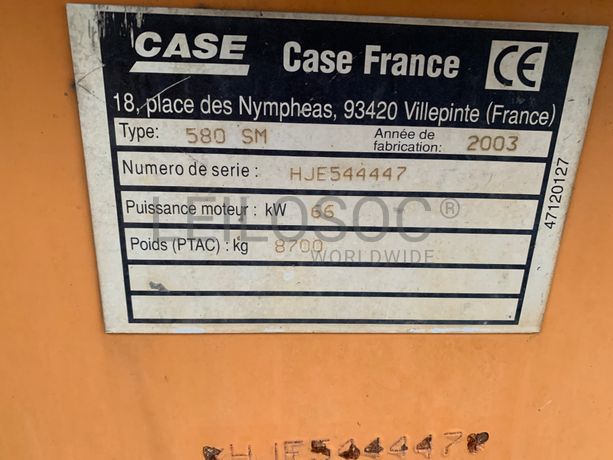 CASE Case France CE
18, place des Nympheas, 93420 Villepinte (France)
Type: 580 SM Année de fabrication: 2003
Numero de serie : HJE544447
Puissance moteur : kW 66
Poids (PTAC) : kg 8700
47120127
LEILOSOC®
WORLDWIDE
HJE544447